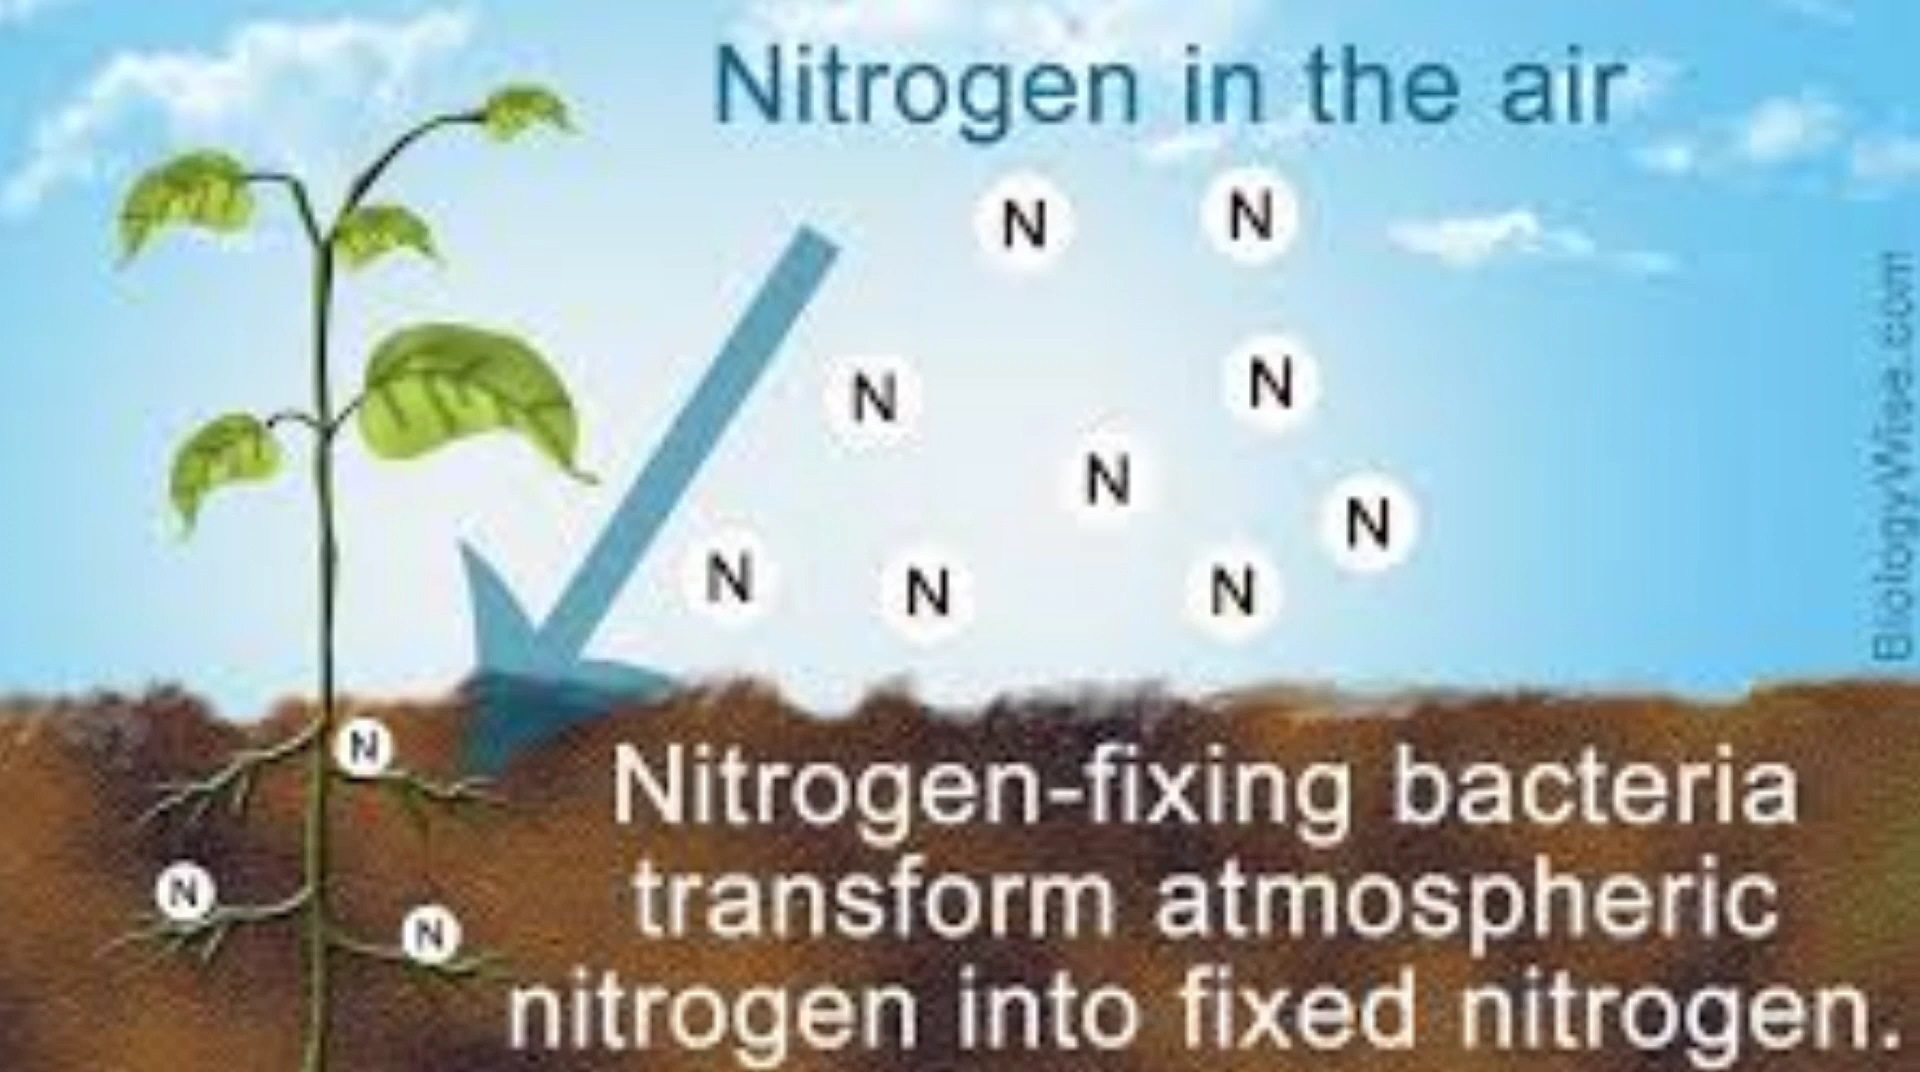 Nitrogen in the air
N
N
N
N
N
N
N
N
N
N
N
N
Nitrogen-fixing bacteria
transform atmospheric
nitrogen into fixed nitrogen.
BiologyWise.com